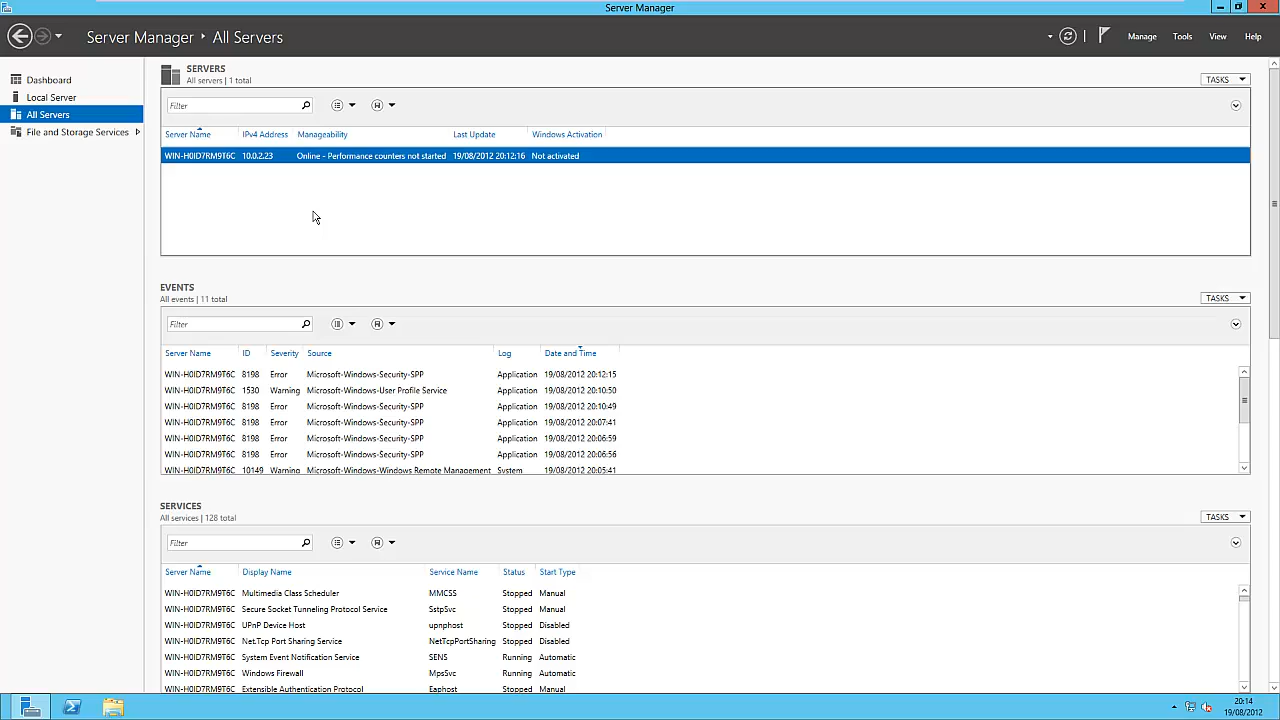 Server Manager
Server Manager ‣ All Servers
Manage Tools View Help
Dashboard
Local Server
All Servers
File and Storage Services
SERVERS
All servers | 1 total
TASKS
Filter
Server Name IPv4 Address Manageability Last Update Windows Activation
WIN-H0ID7RM9T6C 10.0.2.23 Online - Performance counters not started 19/08/2012 20:12:16 Not activated
EVENTS
All events | 11 total
TASKS
Filter
Server Name ID Severity Source Log Date and Time
WIN-H0ID7RM9T6C 8198 Error Microsoft-Windows-Security-SPP Application 19/08/2012 20:12:15
WIN-H0ID7RM9T6C 1530 Warning Microsoft-Windows-User Profile Service Application 19/08/2012 20:10:50
WIN-H0ID7RM9T6C 8198 Error Microsoft-Windows-Security-SPP Application 19/08/2012 20:10:49
WIN-H0ID7RM9T6C 8198 Error Microsoft-Windows-Security-SPP Application 19/08/2012 20:07:41
WIN-H0ID7RM9T6C 8198 Error Microsoft-Windows-Security-SPP Application 19/08/2012 20:06:59
WIN-H0ID7RM9T6C 8198 Error Microsoft-Windows-Security-SPP Application 19/08/2012 20:06:56
WIN-H0ID7RM9T6C 10149 Warning Microsoft-Windows-Windows Remote Management System 19/08/2012 20:05:41
SERVICES
All services | 128 total
TASKS
Filter
Server Name Display Name Service Name Status Start Type
WIN-H0ID7RM9T6C Multimedia Class Scheduler MMCSS Stopped Manual
WIN-H0ID7RM9T6C Secure Socket Tunneling Protocol Service SstpSvc Stopped Manual
WIN-H0ID7RM9T6C UPnP Device Host upnphost Stopped Disabled
WIN-H0ID7RM9T6C Net.Tcp Port Sharing Service NetTcpPortSharing Stopped Disabled
WIN-H0ID7RM9T6C System Event Notification Service SENS Running Automatic
WIN-H0ID7RM9T6C Windows Firewall MpsSvc Running Automatic
WIN-H0ID7RM9T6C Extensible Authentication Protocol Eaphost Stopped Manual
20:14
19/08/2012